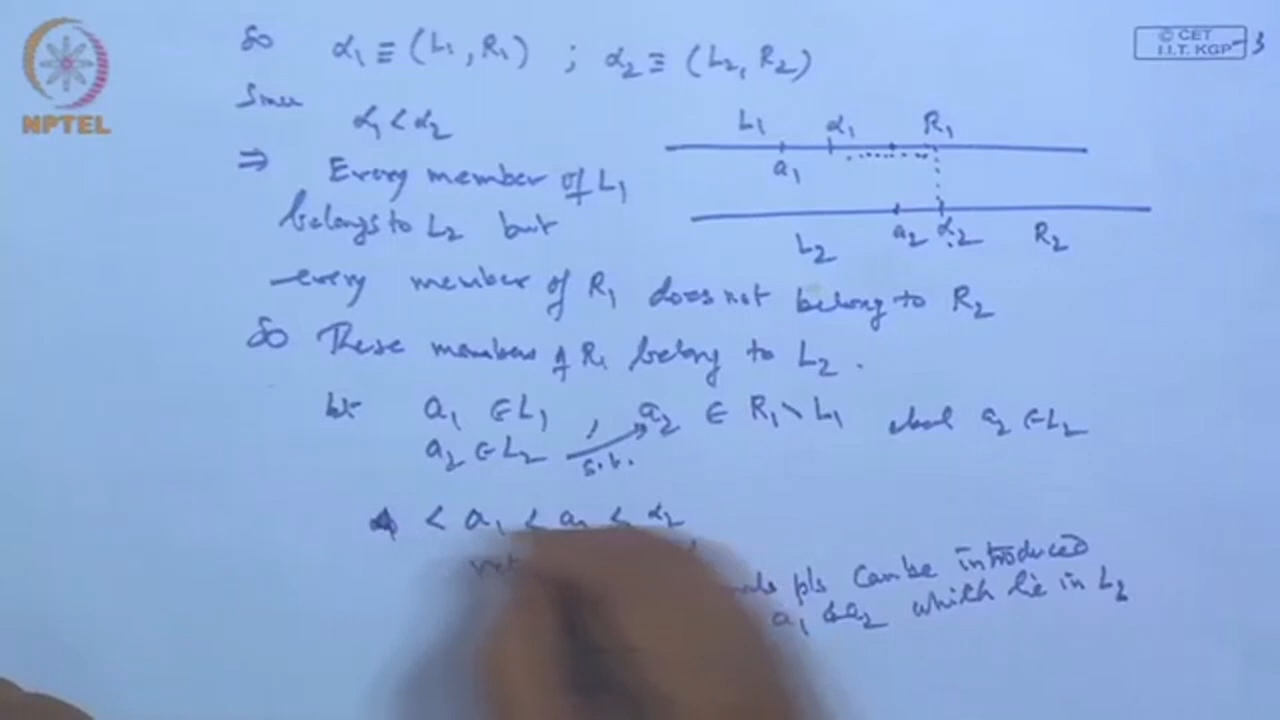 NPTEL
© CET
I.I.T. KGP
-3
So α1 ≡ (L1, R1) ; α2 ≡ (L2, R2)
Since
α1 < α2
⇒ Every member of L1
belongs to L2 but
every member of R1 does not belong to R2
L1 α1 R1
a1
L2 a2 α2 R2
So These members of R1 belong to L2 .
a1 ∈ L1 , a2 ∈ R1 \ L1 a2 ∈ L2
a2 ∈ L2 s.t.
< a1 < a2 < α2
pts can be introduced
a1 & a2 which lie in L2